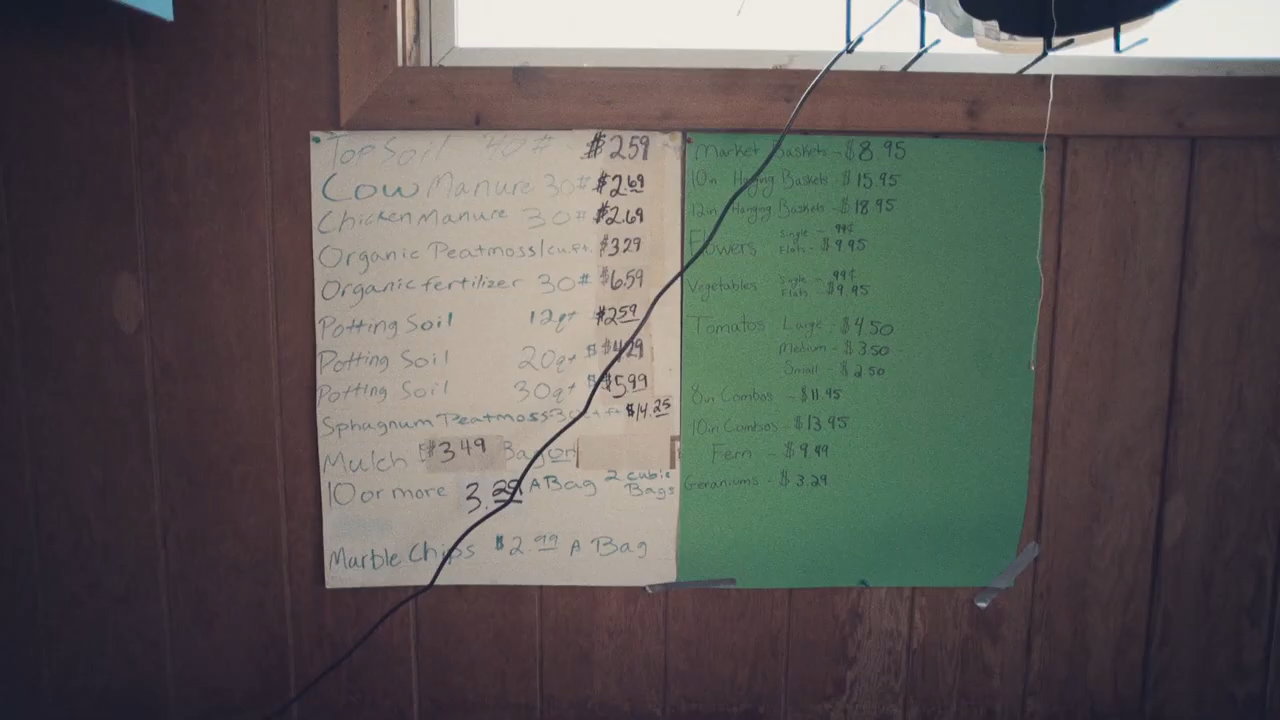 Top Soil 40# $2.59
Cow Manure 30# $2.69
Chicken Manure 30# $2.69
Organic Peatmoss 1 cu.ft. $3.29
Organic fertilizer 30# $6.59
Potting Soil 12qt $2.59
Potting Soil 20qt $4.29
Potting Soil 30qt $5.99
Sphagnum Peatmoss $14.25
Mulch $3.49 Bag or
10 or more 3.29 A Bag 2 cubic Bags
Marble Chips $2.99 A Bag
Market Baskets - $8.95
10in Hanging Baskets - $15.95
12in Hanging Baskets - $18.95
Flowers Single - 99¢
Flats - $9.95
Vegetables Single - 99¢
Flats - $9.95
Tomatos Large - $4.50
Medium - $3.50
Small - $2.50
8in Combos - $11.95
10in Combos - $13.95
Fern - $9.99
Geraniums - $3.29